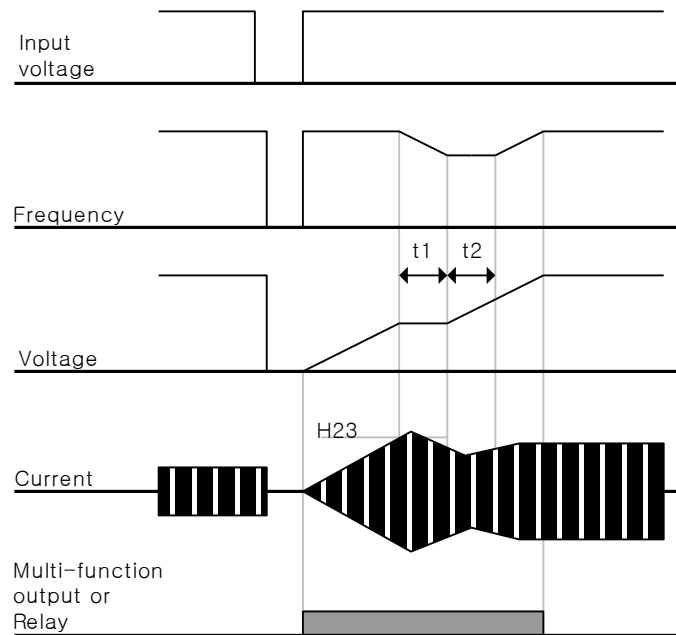 Input
voltage
Frequency
t1 t2
Voltage
H23
Current
Multi-function
output or
Relay